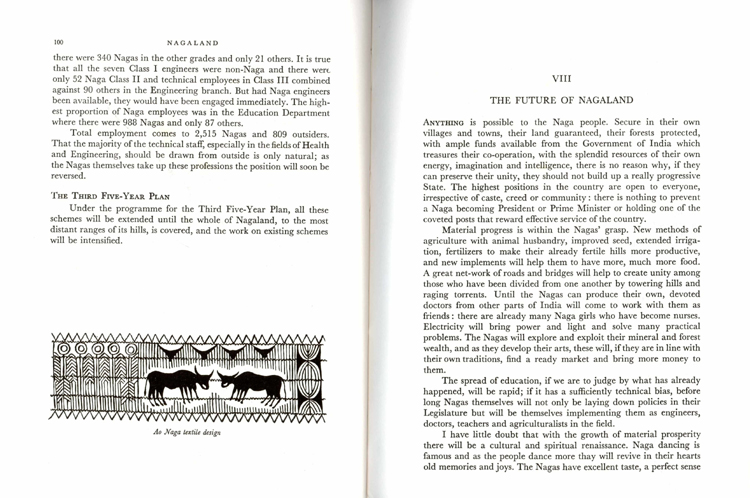 100
NAGALAND
there were 340 Nagas in the other grades and only 21 others. It is true
that all the seven Class I engineers were non-Naga and there were
only 52 Naga Class II and technical employees in Class III combined
against 90 others in the Engineering branch. But had Naga engineers
been available, they would have been engaged immediately. The high-
est proportion of Naga employees was in the Education Department
where there were 988 Nagas and only 87 others.
Total employment comes to 2,515 Nagas and 809 outsiders.
That the majority of the technical staff, especially in the fields of Health
and Engineering, should be drawn from outside is only natural; as
the Nagas themselves take up these professions the position will soon be
reversed.
THE THIRD FIVE-YEAR PLAN
Under the programme for the Third Five-Year Plan, all these
schemes will be extended until the whole of Nagaland, to the most
distant ranges of its hills, is covered, and the work on existing schemes
will be intensified.
Ao Naga textile design
VIII
THE FUTURE OF NAGALAND
ANYTHING is possible to the Naga people. Secure in their own
villages and towns, their land guaranteed, their forests protected,
with ample funds available from the Government of India which
treasures their co-operation, with the splendid resources of their own
energy, imagination and intelligence, there is no reason why, if they
can preserve their unity, they should not build up a really progressive
State. The highest positions in the country are open to everyone,
irrespective of caste, creed or community: there is nothing to prevent
a Naga becoming President or Prime Minister or holding one of the
coveted posts that reward effective service of the country.
Material progress is within the Nagas' grasp. New methods of
agriculture with animal husbandry, improved seed, extended irriga-
tion, fertilizers to make their already fertile hills more productive,
and new implements will help them to have more, much more food.
A great net-work of roads and bridges will help to create unity among
those who have been divided from one another by towering hills and
raging torrents. Until the Nagas can produce their own, devoted
doctors from other parts of India will come to work with them as
friends: there are already many Naga girls who have become nurses.
Electricity will bring power and light and solve many practical
problems. The Nagas will explore and exploit their mineral and forest
wealth, and as they develop their arts, these will, if they are in line with
their own traditions, find a ready market and bring more money to
them.
The spread of education, if we are to judge by what has already
happened, will be rapid; if it has a sufficiently technical bias, before
long Nagas themselves will not only be laying down policies in their
Legislature but will be themselves implementing them as engineers,
doctors, teachers and agriculturalists in the field.
I have little doubt that with the growth of material prosperity
there will be a cultural and spiritual renaissance. Naga dancing is
famous and as the people dance more thay will revive in their hearts
old memories and joys. The Nagas have excellent taste, a perfect sense